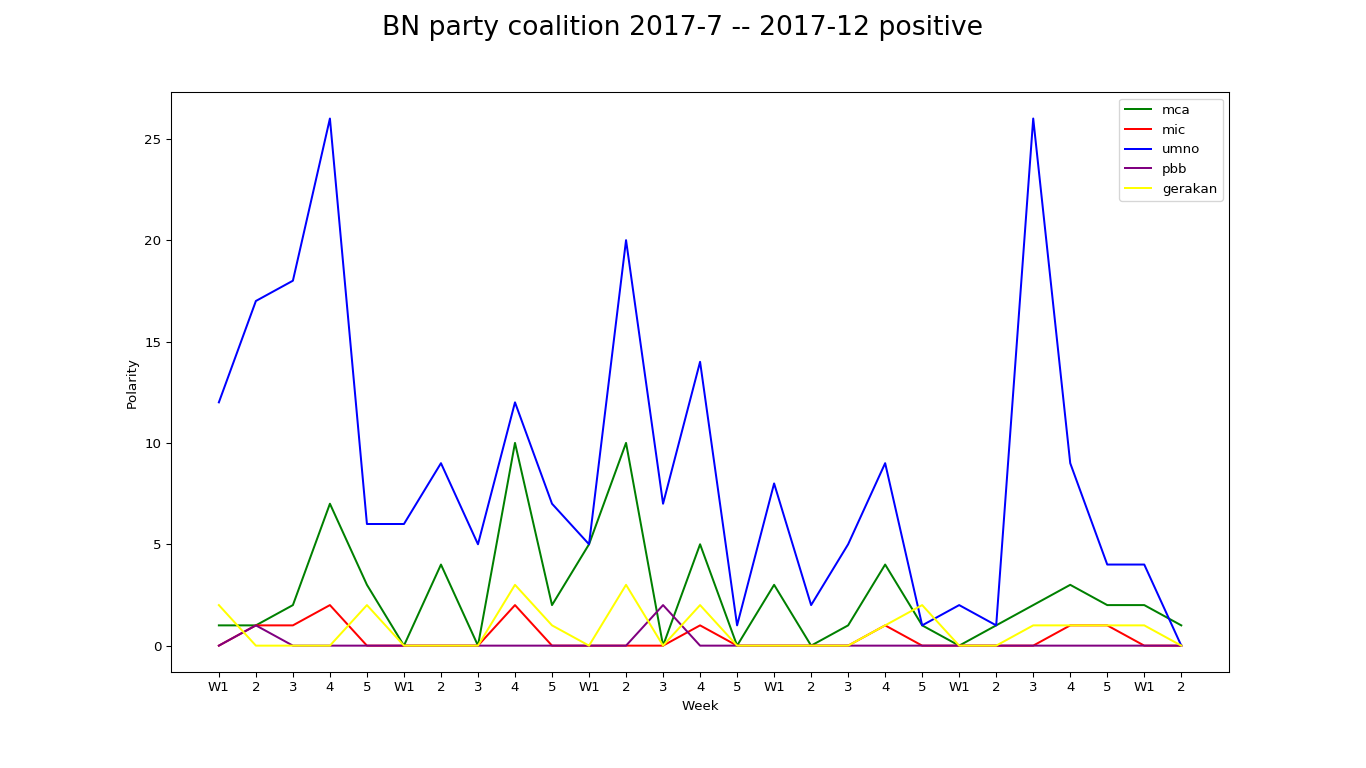 BN party coalition 2017-7 -- 2017-12 positive
mca
mic
umno
pbb
gerakan
25
20
15
10
5
0
Polarity
W1 2 3 4 5 W1 2 3 4 5 W1 2 3 4 5 W1 2 3 4 5 W1 2 3 4 5 W1 2
Week